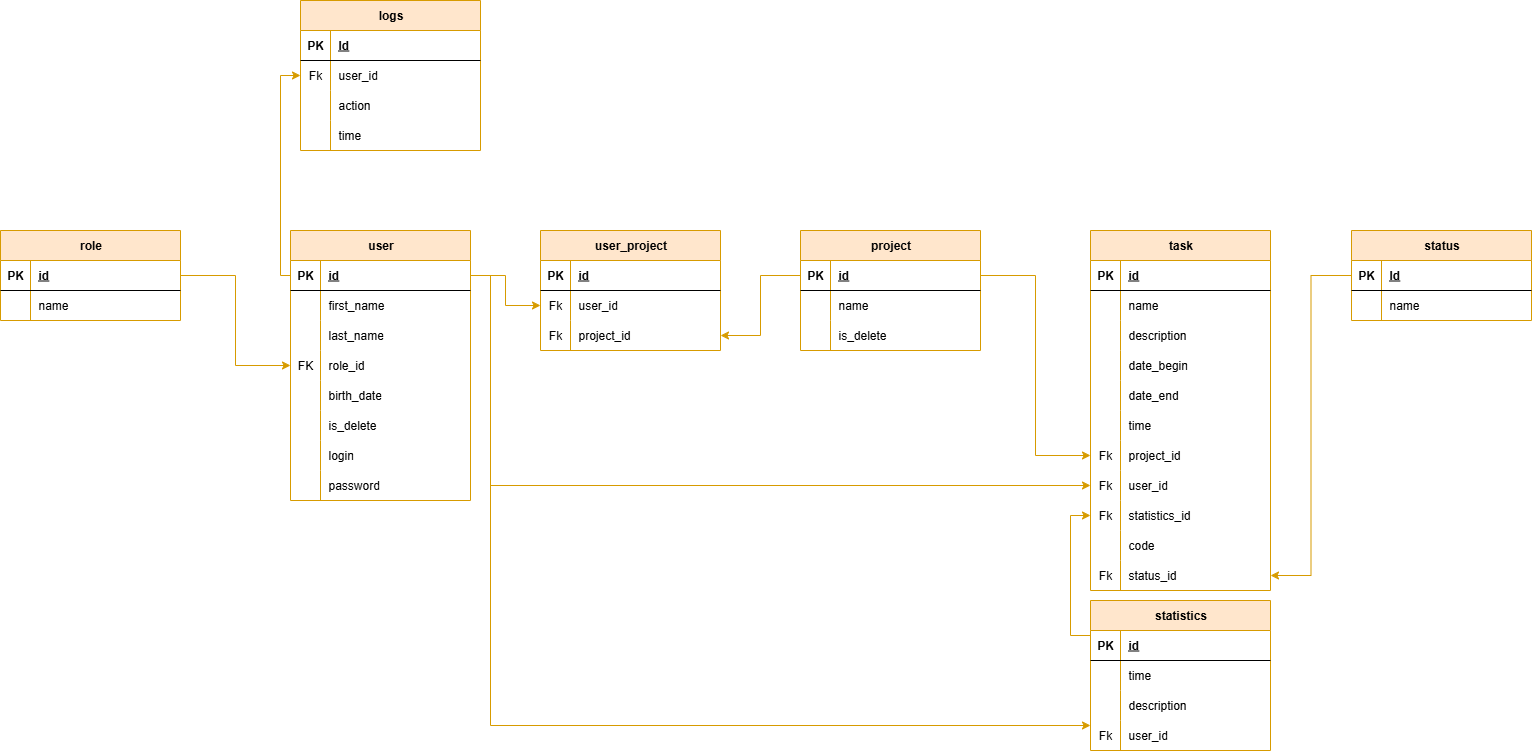 logs
PK Id
Fk user_id
action
time
role
PK id
name
user
PK id
first_name
last_name
FK role_id
birth_date
is_delete
login
password
user_project
PK id
Fk user_id
Fk project_id
project
PK id
name
is_delete
task
PK id
name
description
date_begin
date_end
time
Fk project_id
Fk user_id
Fk statistics_id
code
Fk status_id
status
PK Id
name
statistics
PK id
time
description
Fk user_id